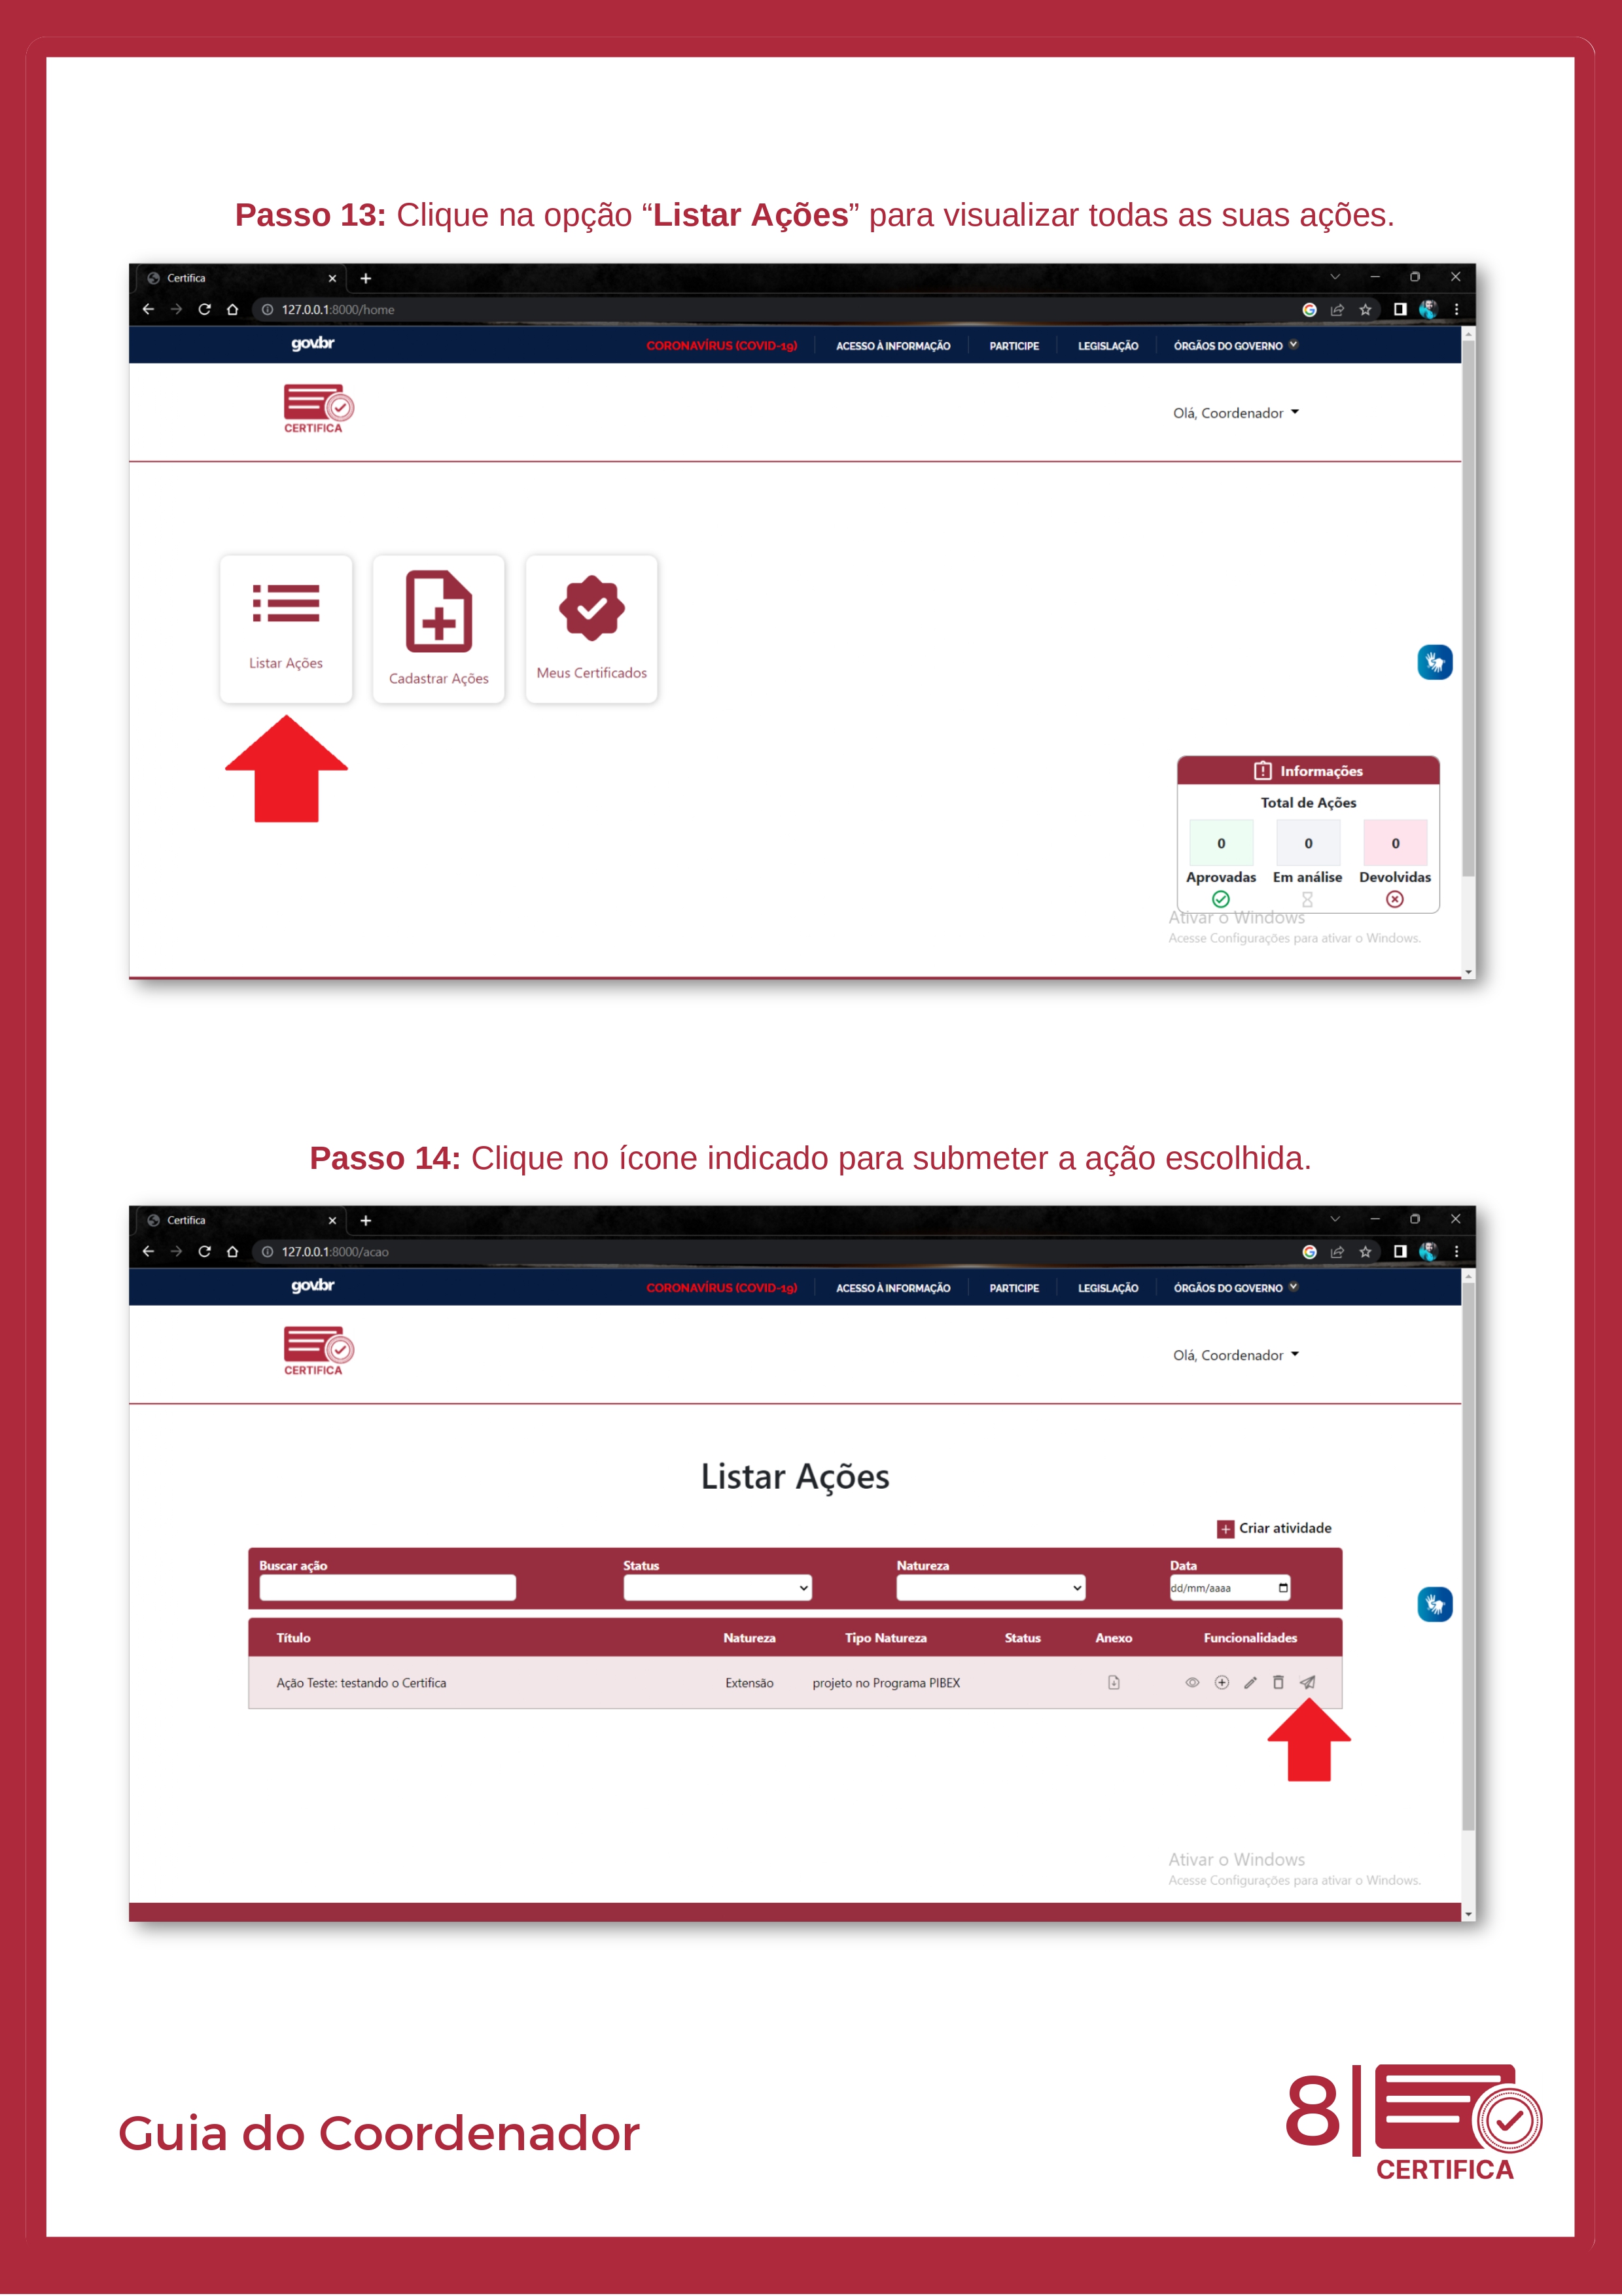 Passo 13: Clique na opção “Listar Ações” para visualizar todas as suas ações.
Certifica
127.0.0.1:8000/home
gov.br
CORONAVÍRUS (COVID-19)
ACESSO À INFORMAÇÃO
PARTICIPE
LEGISLAÇÃO
ÓRGÃOS DO GOVERNO
CERTIFICA
Olá, Coordenador
Listar Ações
Cadastrar Ações
Meus Certificados
Informações
Total de Ações
0 0 0
Aprovadas Em análise Devolvidas
Ativar o Windows
Acesse Configurações para ativar o Windows.
Passo 14: Clique no ícone indicado para submeter a ação escolhida.
Certifica
127.0.0.1:8000/acao
gov.br
CORONAVÍRUS (COVID-19)
ACESSO À INFORMAÇÃO
PARTICIPE
LEGISLAÇÃO
ÓRGÃOS DO GOVERNO
CERTIFICA
Olá, Coordenador
Listar Ações
Criar atividade
Buscar ação Status Natureza Data
dd/mm/aaaa
Título Natureza Tipo Natureza Status Anexo Funcionalidades
Ação Teste: testando o Certifica Extensão projeto no Programa PIBEX
Ativar o Windows
Acesse Configurações para ativar o Windows.
Guia do Coordenador
8
CERTIFICA